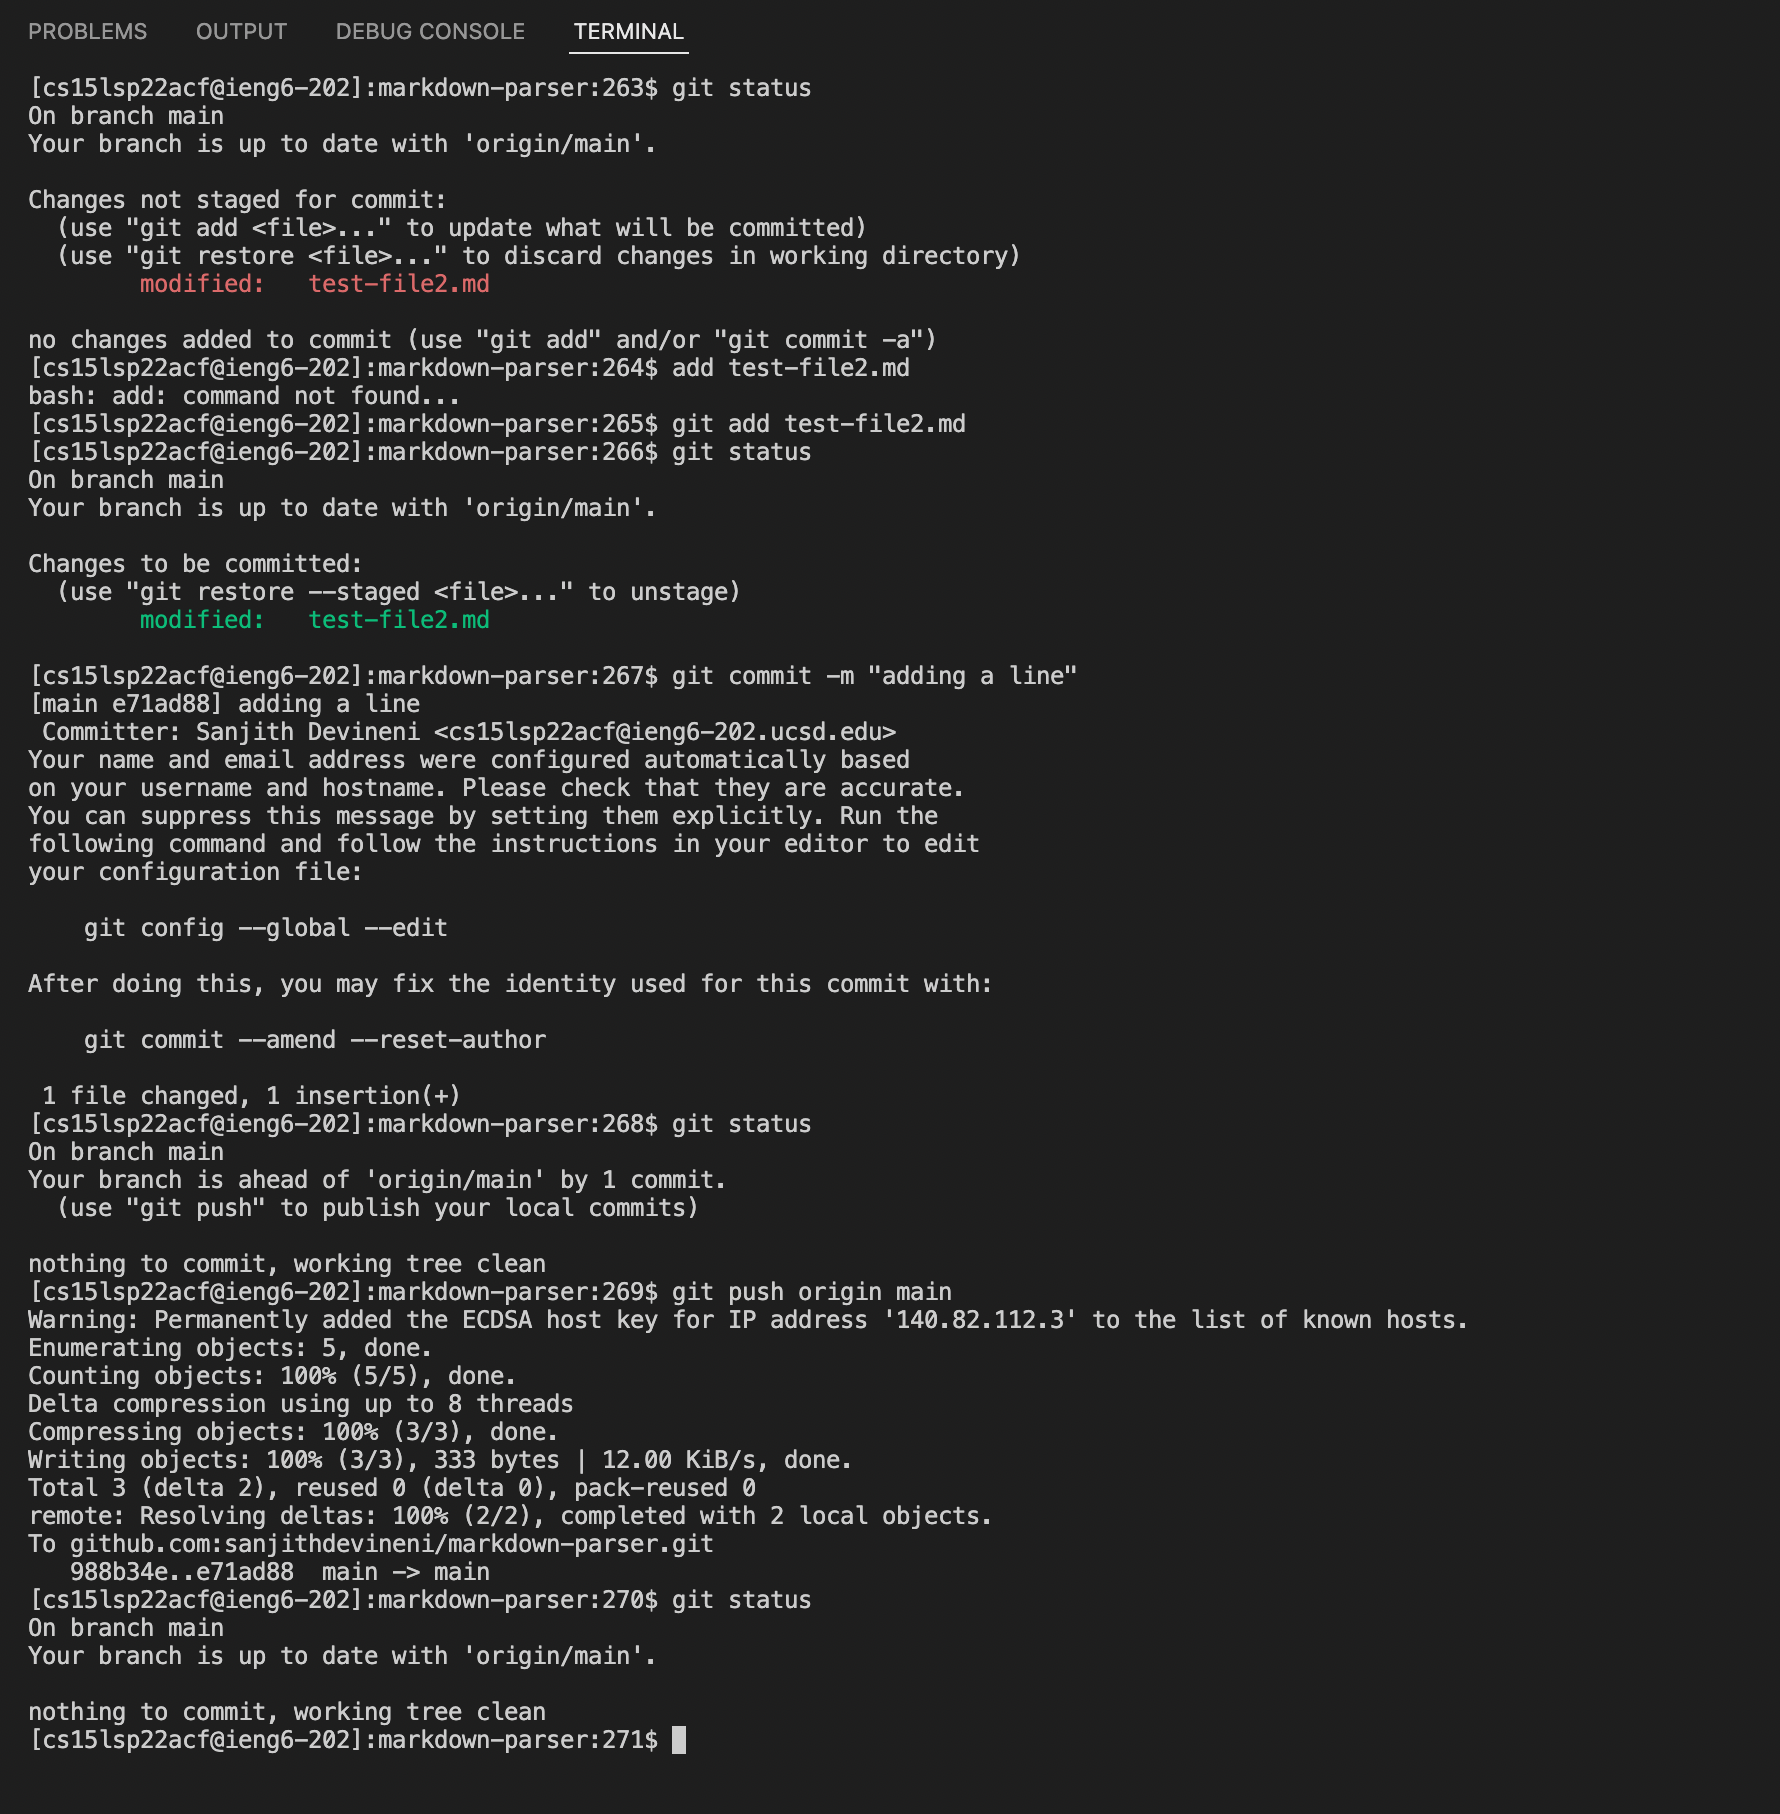 PROBLEMS OUTPUT DEBUG CONSOLE TERMINAL
[cs15lsp22acf@ieng6-202]:markdown-parser:263$ git status
On branch main
Your branch is up to date with 'origin/main'.

Changes not staged for commit:
  (use "git add <file>..." to update what will be committed)
  (use "git restore <file>..." to discard changes in working directory)
        modified:   test-file2.md

no changes added to commit (use "git add" and/or "git commit -a")
[cs15lsp22acf@ieng6-202]:markdown-parser:264$ add test-file2.md
bash: add: command not found...
[cs15lsp22acf@ieng6-202]:markdown-parser:265$ git add test-file2.md
[cs15lsp22acf@ieng6-202]:markdown-parser:266$ git status
On branch main
Your branch is up to date with 'origin/main'.

Changes to be committed:
  (use "git restore --staged <file>..." to unstage)
        modified:   test-file2.md

[cs15lsp22acf@ieng6-202]:markdown-parser:267$ git commit -m "adding a line"
[main e71ad88] adding a line
 Committer: Sanjith Devineni <cs15lsp22acf@ieng6-202.ucsd.edu>
Your name and email address were configured automatically based
on your username and hostname. Please check that they are accurate.
You can suppress this message by setting them explicitly. Run the
following command and follow the instructions in your editor to edit
your configuration file:

    git config --global --edit

After doing this, you may fix the identity used for this commit with:

    git commit --amend --reset-author

 1 file changed, 1 insertion(+)
[cs15lsp22acf@ieng6-202]:markdown-parser:268$ git status
On branch main
Your branch is ahead of 'origin/main' by 1 commit.
  (use "git push" to publish your local commits)

nothing to commit, working tree clean
[cs15lsp22acf@ieng6-202]:markdown-parser:269$ git push origin main
Warning: Permanently added the ECDSA host key for IP address '140.82.112.3' to the list of known hosts.
Enumerating objects: 5, done.
Counting objects: 100% (5/5), done.
Delta compression using up to 8 threads
Compressing objects: 100% (3/3), done.
Writing objects: 100% (3/3), 333 bytes | 12.00 KiB/s, done.
Total 3 (delta 2), reused 0 (delta 0), pack-reused 0
remote: Resolving deltas: 100% (2/2), completed with 2 local objects.
To github.com:sanjithdevineni/markdown-parser.git
   988b34e..e71ad88  main -> main
[cs15lsp22acf@ieng6-202]:markdown-parser:270$ git status
On branch main
Your branch is up to date with 'origin/main'.

nothing to commit, working tree clean
[cs15lsp22acf@ieng6-202]:markdown-parser:271$